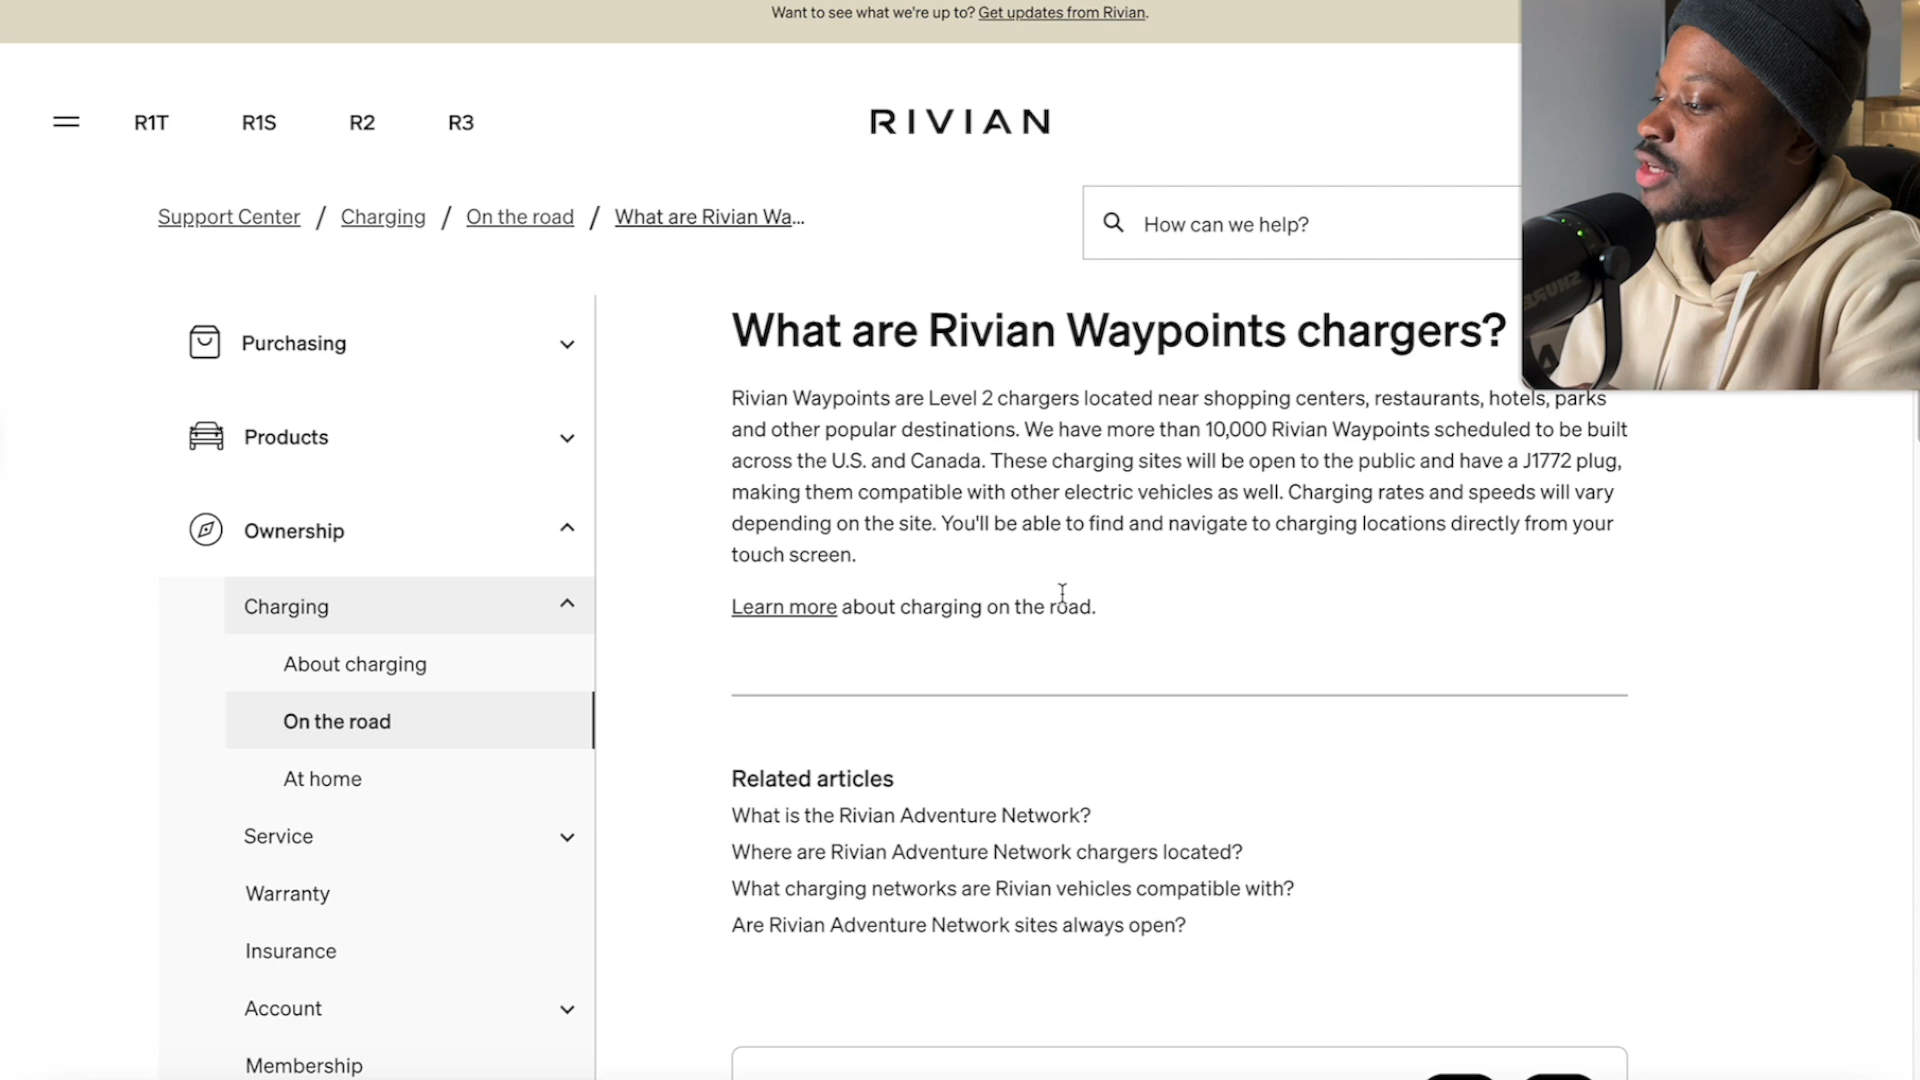 Want to see what we're up to? Get updates from Rivian.
R1T R1S R2 R3 RIVIAN
Support Center / Charging / On the road / What are Rivian Wa...
How can we help?
SHURE
Purchasing
Products
Ownership
Charging
About charging
On the road
At home
Service
Warranty
Insurance
Account
Membership
What are Rivian Waypoints chargers?
Rivian Waypoints are Level 2 chargers located near shopping centers, restaurants, hotels, parks
and other popular destinations. We have more than 10,000 Rivian Waypoints scheduled to be built
across the U.S. and Canada. These charging sites will be open to the public and have a J1772 plug,
making them compatible with other electric vehicles as well. Charging rates and speeds will vary
depending on the site. You'll be able to find and navigate to charging locations directly from your
touch screen.
Learn more about charging on the road.
Related articles
What is the Rivian Adventure Network?
Where are Rivian Adventure Network chargers located?
What charging networks are Rivian vehicles compatible with?
Are Rivian Adventure Network sites always open?